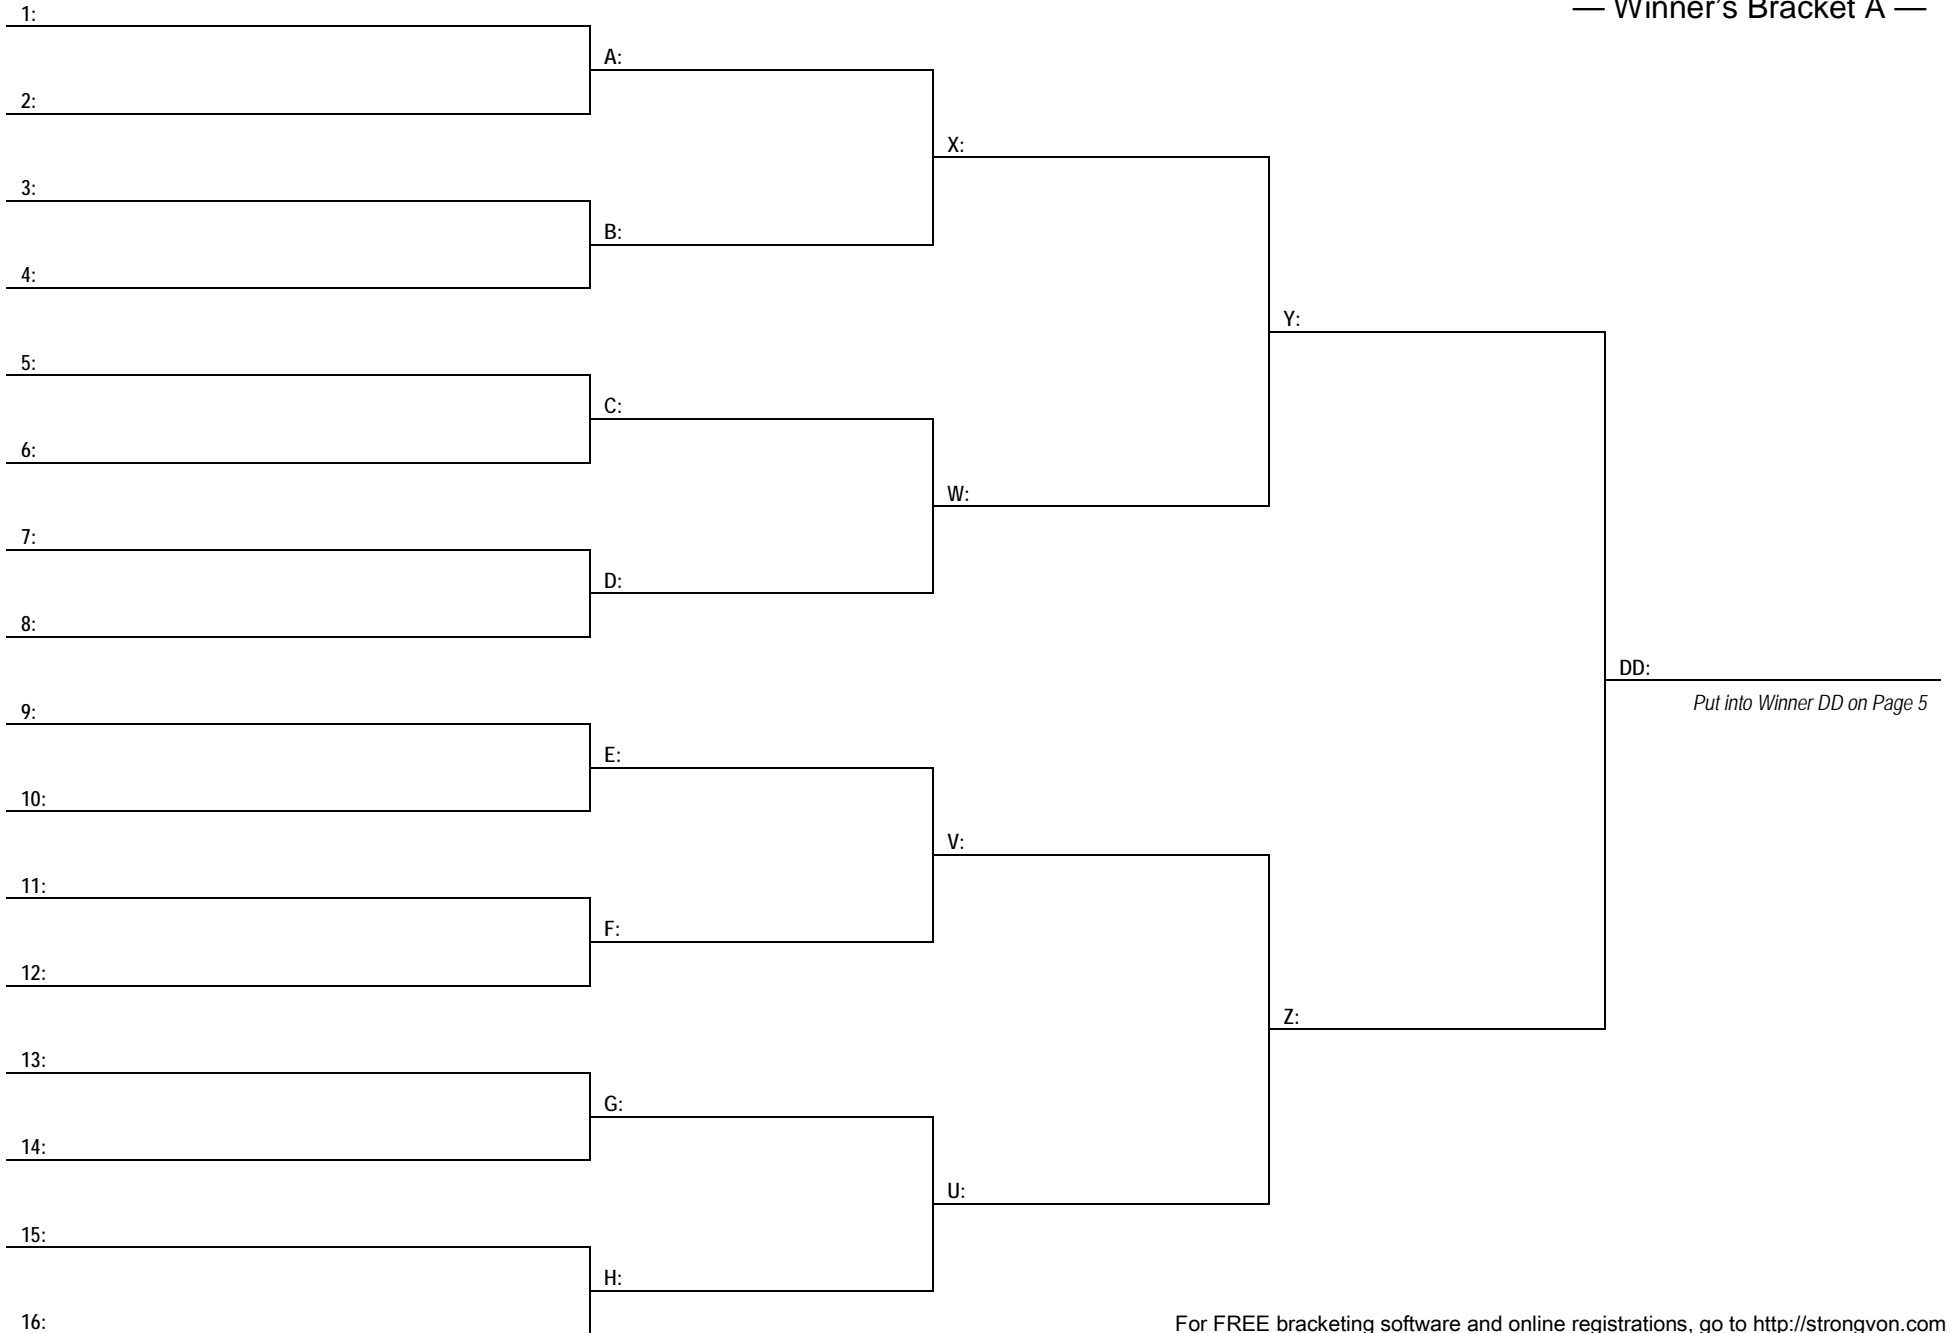 — Winner's Bracket A —
1:
A:
2:
X:
3:
B:
4:
Y:
5:
C:
6:
W:
7:
D:
8:
DD:
Put into Winner DD on Page 5
9:
E:
10:
V:
11:
F:
12:
Z:
13:
G:
14:
U:
15:
H:
16:
For FREE bracketing software and online registrations, go to http://strongvon.com